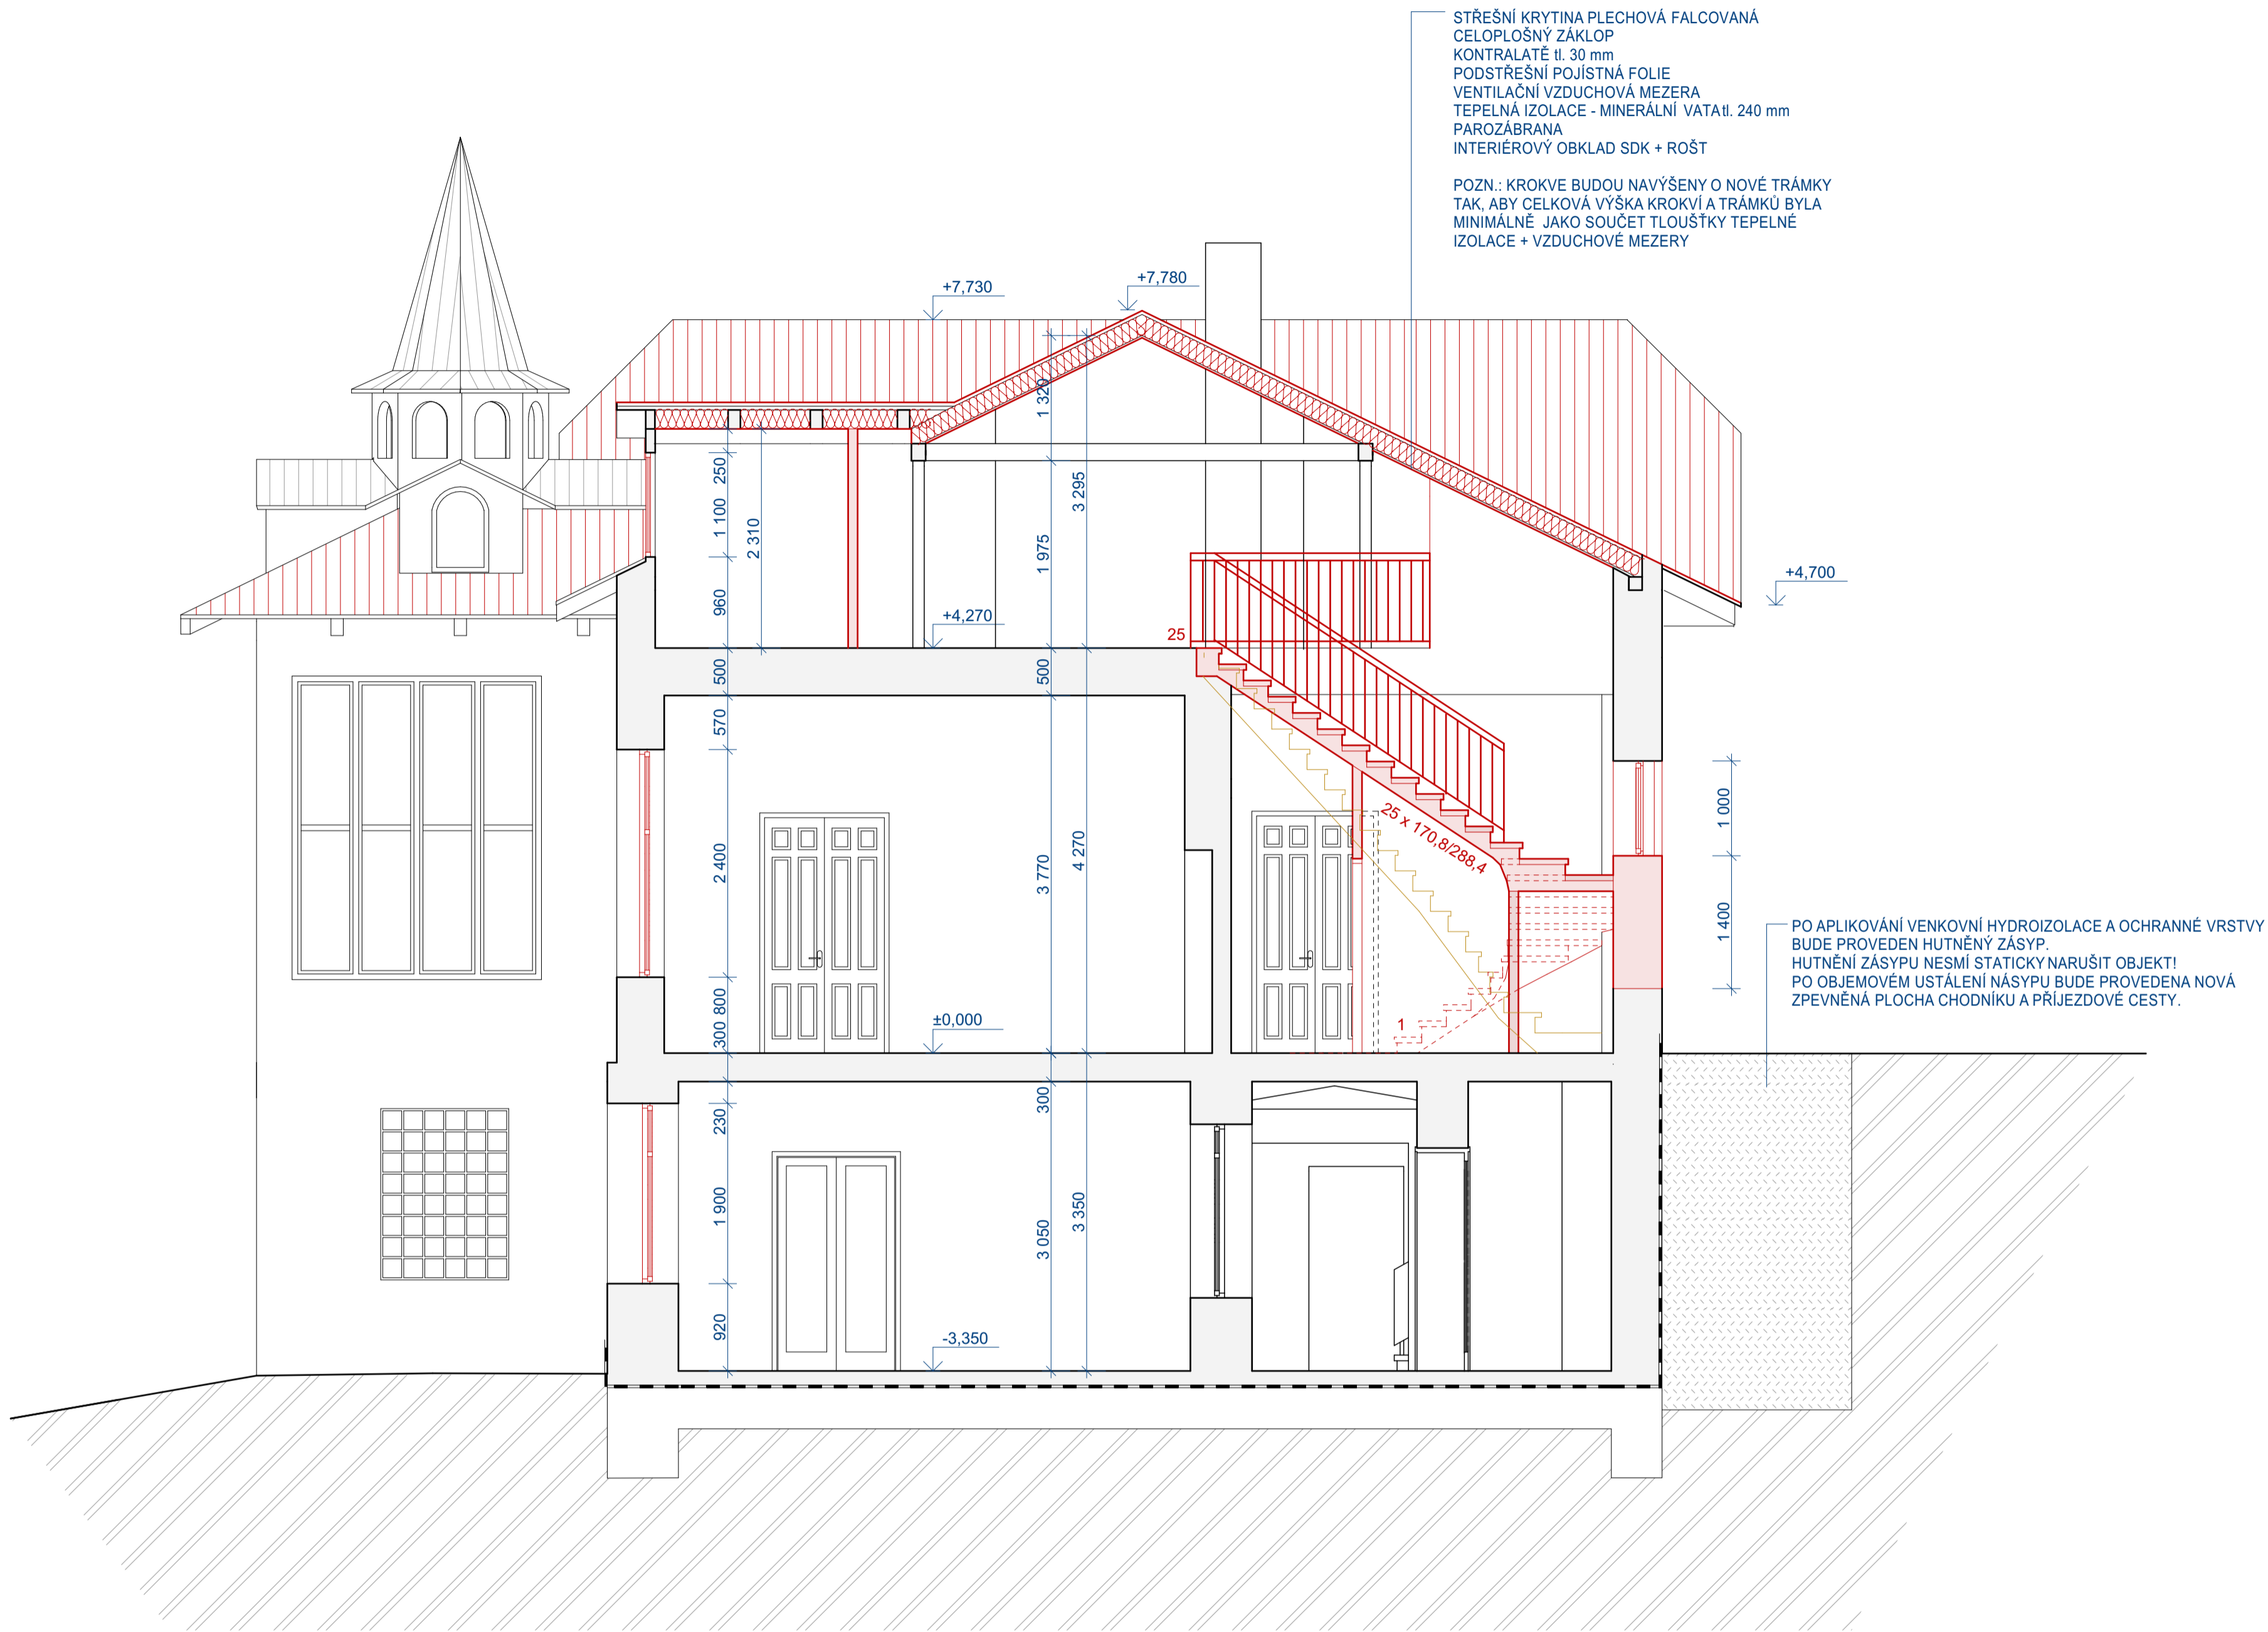 STŘEŠNÍ KRYTINA PLECHOVÁ FALCOVANÁ
CELOPLOŠNÝ ZÁKLOP
KONTRALATĚ tl. 30 mm
PODSTŘEŠNÍ POJÍSTNÁ FOLIE
VENTILAČNÍ VZDUCHOVÁ MEZERA
TEPELNÁ IZOLACE - MINERÁLNÍ VATA tl. 240 mm
PAROZÁBRANA
INTERIÉROVÝ OBKLAD SDK + ROŠT
POZN.: KROKVE BUDOU NAVÝŠENY O NOVÉ TRÁMKY
TAK, ABY CELKOVÁ VÝŠKA KROKVÍ A TRÁMKŮ BYLA
MINIMÁLNĚ JAKO SOUČET TLOUŠŤKY TEPELNÉ
IZOLACE + VZDUCHOVÉ MEZERY
+7,730
+7,780
1 320
250
1 100
2 310
3 295
1 975
960
+4,270
+4,700
25
500
500
570
2 400
3 770
4 270
25 x 170,8/288,4
1 000
1 400
PO APLIKOVÁNÍ VENKOVNÍ HYDROIZOLACE A OCHRANNÉ VRSTVY
BUDE PROVEDEN HUTNĚNÝ ZÁSYP.
HUTNĚNÍ ZÁSYPU NESMÍ STATICKY NARUŠIT OBJEKT!
PO OBJEMOVÉM USTÁLENÍ NÁSYPU BUDE PROVEDENA NOVÁ
ZPEVNĚNÁ PLOCHA CHODNÍKU A PŘÍJEZDOVÉ CESTY.
800
300
±0,000
1
300
230
1 900
3 050
3 350
920
-3,350